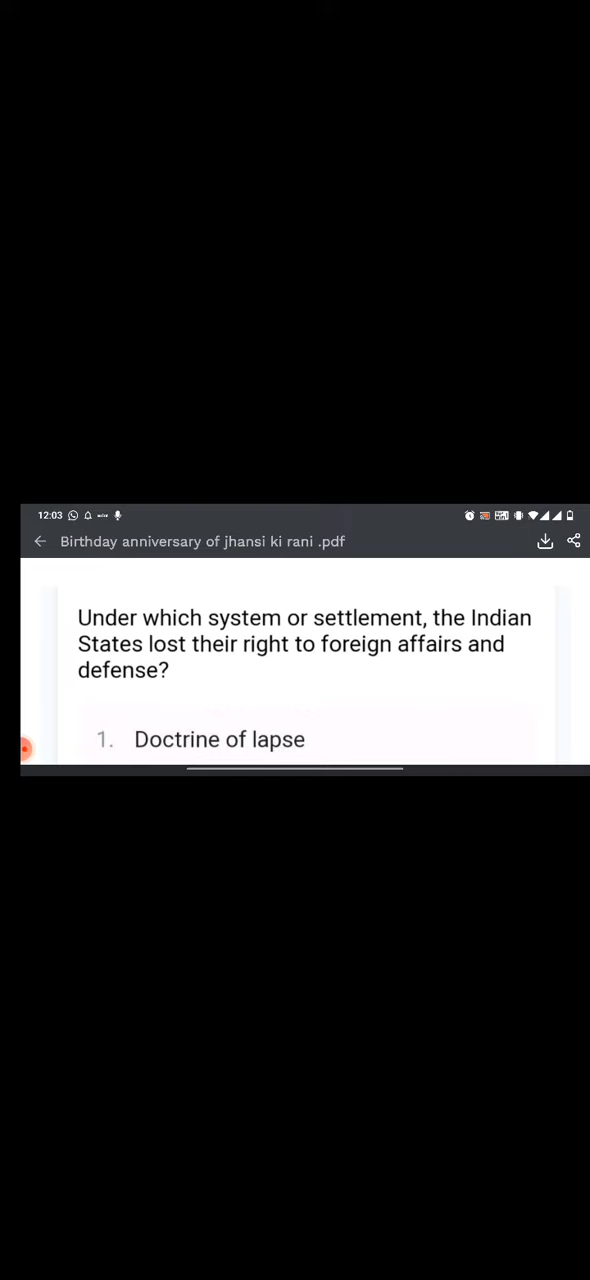 12:03
Birthday anniversary of jhansi ki rani .pdf
Under which system or settlement, the Indian
States lost their right to foreign affairs and
defense?
1. Doctrine of lapse